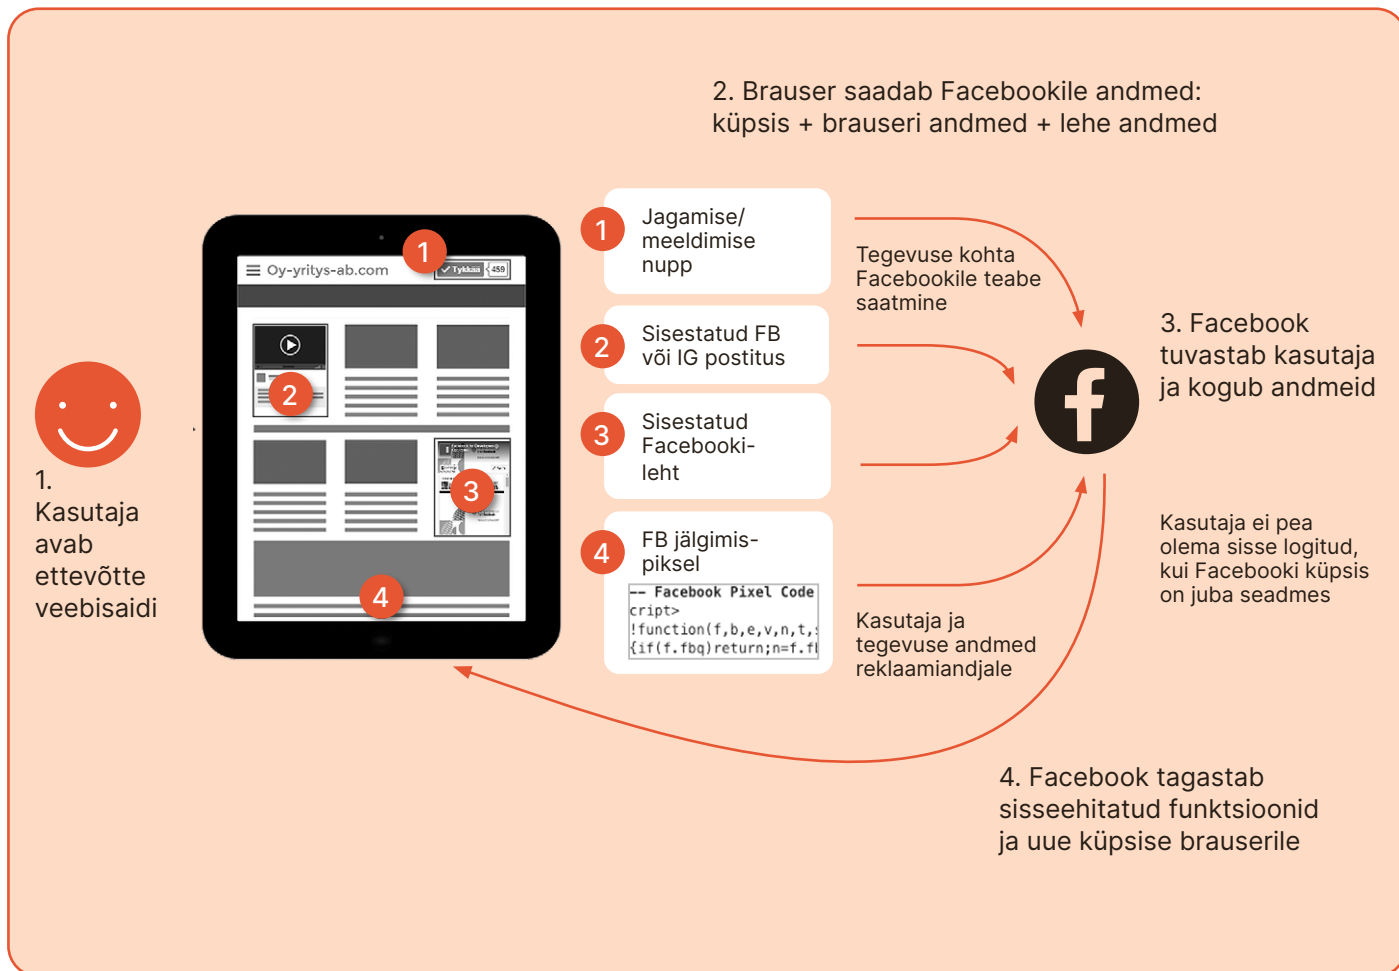 2. Brauser saadab Facebookile andmed:
küpsis + brauseri andmed + lehe andmed
1
Oy-yritys-ab.com
Tykkää
459
2
3
4
1.
Kasutaja
avab
ettevõtte
veebisaidi
1
Jagamise/
meeldimise
nupp
2
Sisestatud FB
või IG postitus
3
Sisestatud
Facebooki-
leht
4
FB jälgimis-
piksel
-- Facebook Pixel Code
cript>
!function(f,b,e,v,n,t,
{if(f.fbq)return;n=f.
Tegevuse kohta
Facebookile teabe
saatmine
Kasutaja ja
tegevuse andmed
reklaamiandjale
f
3. Facebook
tuvastab kasutaja
ja kogub andmeid
Kasutaja ei pea
olema sisse logitud,
kui Facebooki küpsis
on juba seadmes
4. Facebook tagastab
sisseehitatud funktsioonid
ja uue küpsise brauserile